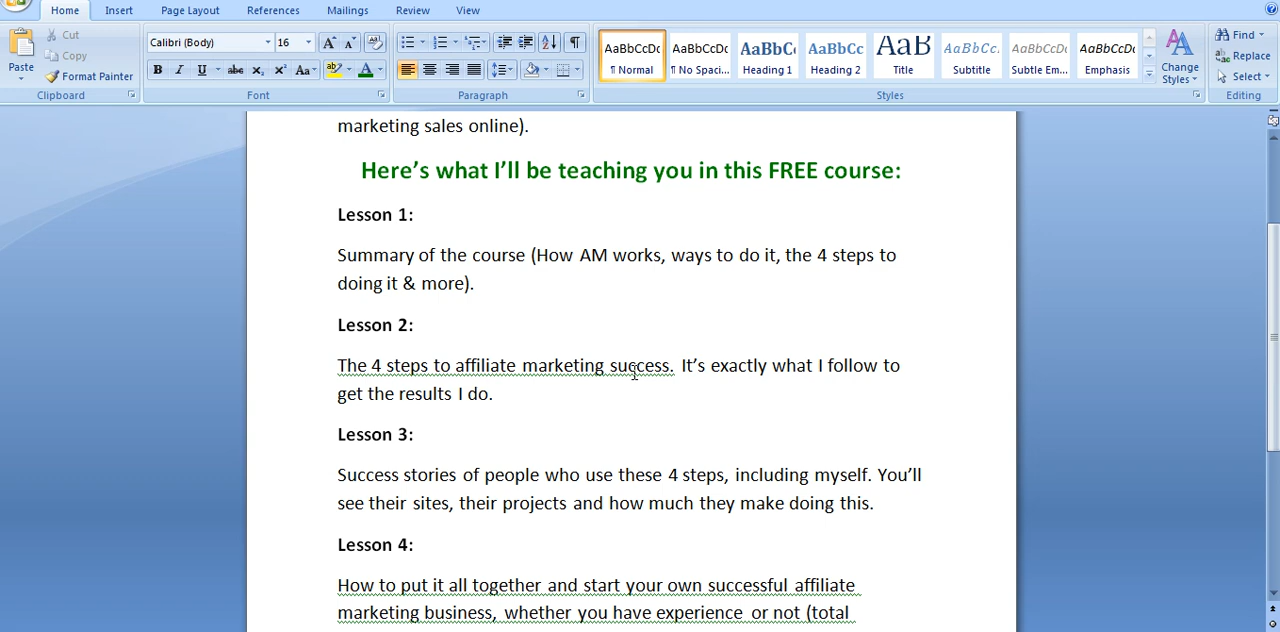 Home Insert Page Layout References Mailings Review View
Cut
Copy
Paste
Format Painter
Clipboard
Calibri (Body) 16
Font
Paragraph
AaBbCcDc AaBbCcDc AaBbC AaBbCc AaB AaBbCc. AaBbCcDc AaBbCcDc
¶ Normal ¶ No Spaci... Heading 1 Heading 2 Title Subtitle Subtle Em... Emphasis
Change
Styles
Styles
Find
Replace
Select
Editing
marketing sales online).
Here’s what I’ll be teaching you in this FREE course:
Lesson 1:
Summary of the course (How AM works, ways to do it, the 4 steps to
doing it & more).
Lesson 2:
The 4 steps to affiliate marketing success. It’s exactly what I follow to
get the results I do.
Lesson 3:
Success stories of people who use these 4 steps, including myself. You’ll
see their sites, their projects and how much they make doing this.
Lesson 4:
How to put it all together and start your own successful affiliate
marketing business, whether you have experience or not (total